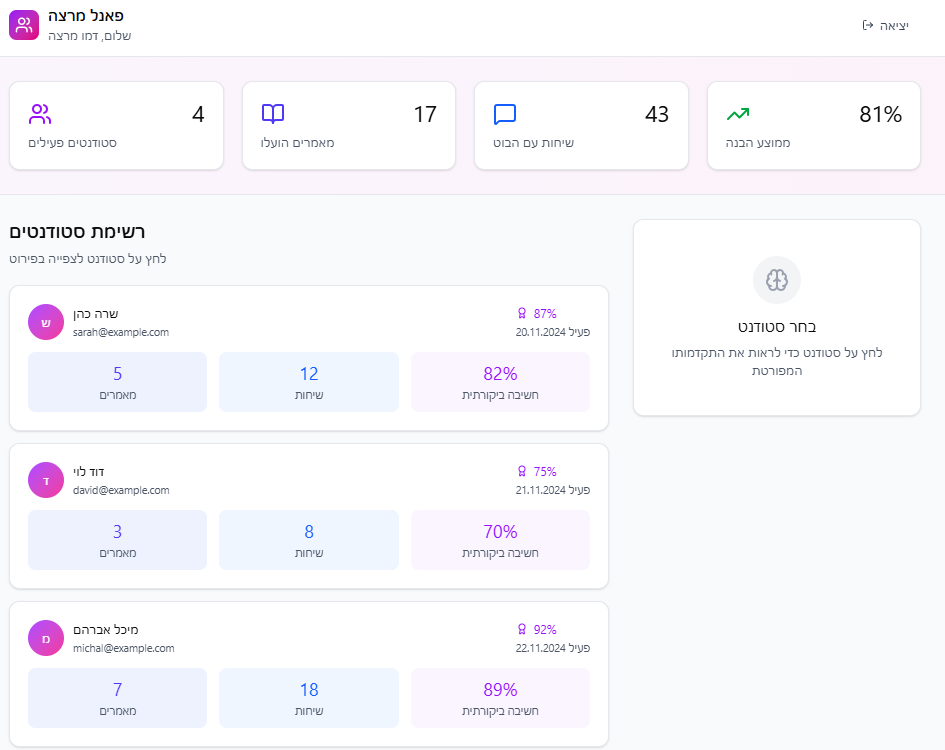 פאנל מרצה
שלום, דמו מרצה
יציאה
4
סטודנטים פעילים
17
מאמרים הועלו
43
שיחות עם הבוט
81%
ממוצע הבנה
רשימת סטודנטים
לחץ על סטודנט לצפייה בפירוט
ש
שרה כהן
sarah@example.com
87%
פעיל 20.11.2024
5
מאמרים
12
שיחות
82%
חשיבה ביקורתית
ד
דוד לוי
david@example.com
75%
פעיל 21.11.2024
3
מאמרים
8
שיחות
70%
חשיבה ביקורתית
מ
מיכל אברהם
michal@example.com
92%
פעיל 22.11.2024
7
מאמרים
18
שיחות
89%
חשיבה ביקורתית
בחר סטודנט
לחץ על סטודנט כדי לראות את התקדמותו
המפורטת